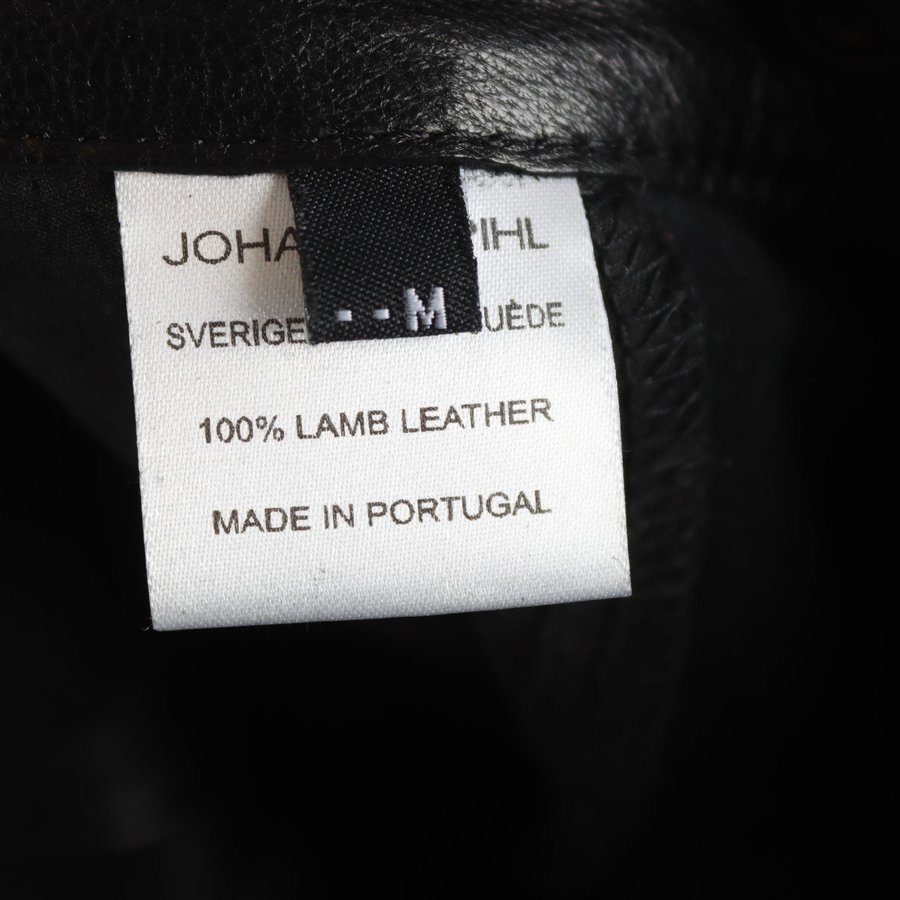 JOHA PIHL
SVERIGE UÈDE
--M
100% LAMB LEATHER
MADE IN PORTUGAL